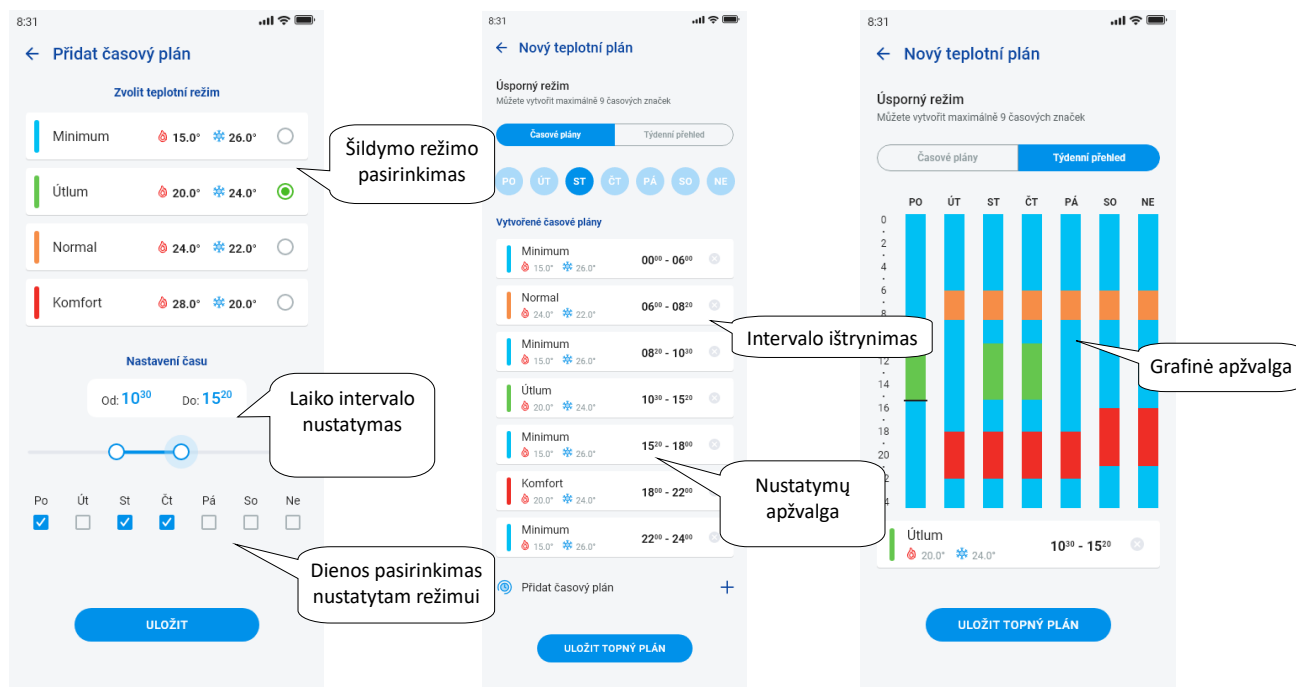 8:31
Přidat časový plán
Zvolit teplotní režim
Minimum 15.0° 26.0°
Útlum 20.0° 24.0°
Normal 24.0° 22.0°
Komfort 28.0° 20.0°
Nastavení času
Od: 10³⁰ Do: 15²⁰
Po Út St Čt Pá So Ne
ULOŽIT
Šildymo režimo
pasirinkimas
Laiko intervalo
nustatymas
Dienos pasirinkimas
nustatytam režimui
8:31
Nový teplotní plán
Úsporný režim
Můžete vytvořit maximálně 9 časových značek
Časové plány Týdenní přehled
PO ÚT ST ČT PÁ SO NE
Vytvořené časové plány
Minimum
15.0° 26.0°
00⁰⁰ - 06⁰⁰
Normal
24.0° 22.0°
06⁰⁰ - 08²⁰
Minimum
15.0° 26.0°
08²⁰ - 10³⁰
Útlum
20.0° 24.0°
10³⁰ - 15²⁰
Minimum
15.0° 26.0°
15²⁰ - 18⁰⁰
Komfort
20.0° 24.0°
18⁰⁰ - 22⁰⁰
Minimum
15.0° 26.0°
22⁰⁰ - 24⁰⁰
Přidat časový plán
ULOŽIT TOPNÝ PLÁN
Intervalo ištrynimas
Nustatymų
apžvalga
8:31
Nový teplotní plán
Úsporný režim
Můžete vytvořit maximálně 9 časových značek
Časové plány Týdenní přehled
PO ÚT ST ČT PÁ SO NE
0
2
4
6
8
12
14
16
18
20
2
4
Grafinė apžvalga
Útlum
20.0° 24.0°
10³⁰ - 15²⁰
ULOŽIT TOPNÝ PLÁN